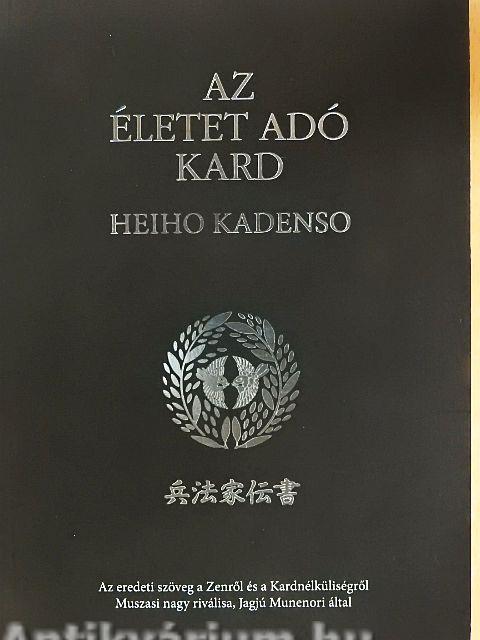 AZ
ÉLETET ADÓ
KARD
HEIHO KADENSO
兵法家伝書
Az eredeti szöveg a Zenről és a Kardnélküliségről
Muszasi nagy riválisa, Jagjú Munenori által
Antikvárium.hu